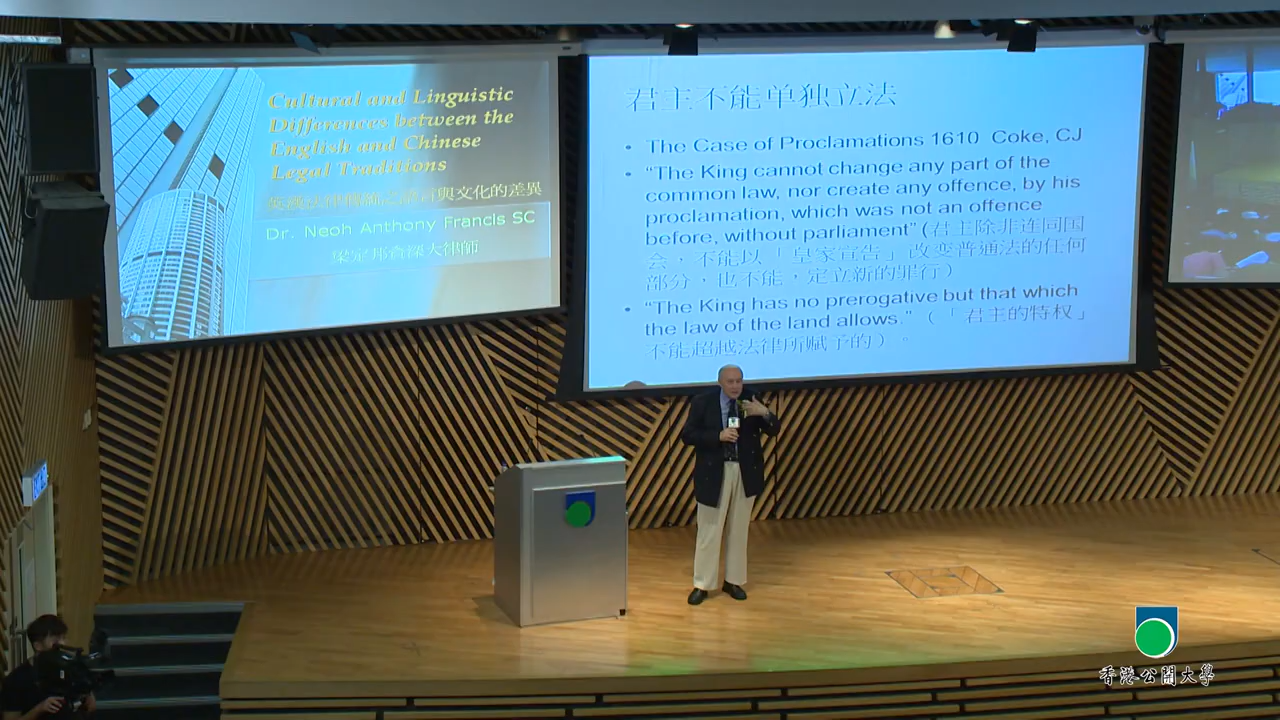 Cultural and Linguistic
Differences between the
English and Chinese
Legal Traditions
英漢法律傳統之語言與文化的差異
Dr. Neoh Anthony Francis SC
梁定邦資深大律師
君主不能单独立法
• The Case of Proclamations 1610 Coke, CJ
• “The King cannot change any part of the
common law, nor create any offence, by his
proclamation, which was not an offence
before, without parliament” (君主除非连同国
会，不能以「皇家宣告」改变普通法的任何
部分，也不能，定立新的罪行）
• “The King has no prerogative but that which
the law of the land allows.” （「君主的特权」
不能超越法律所赋予的）。
香港公開大學